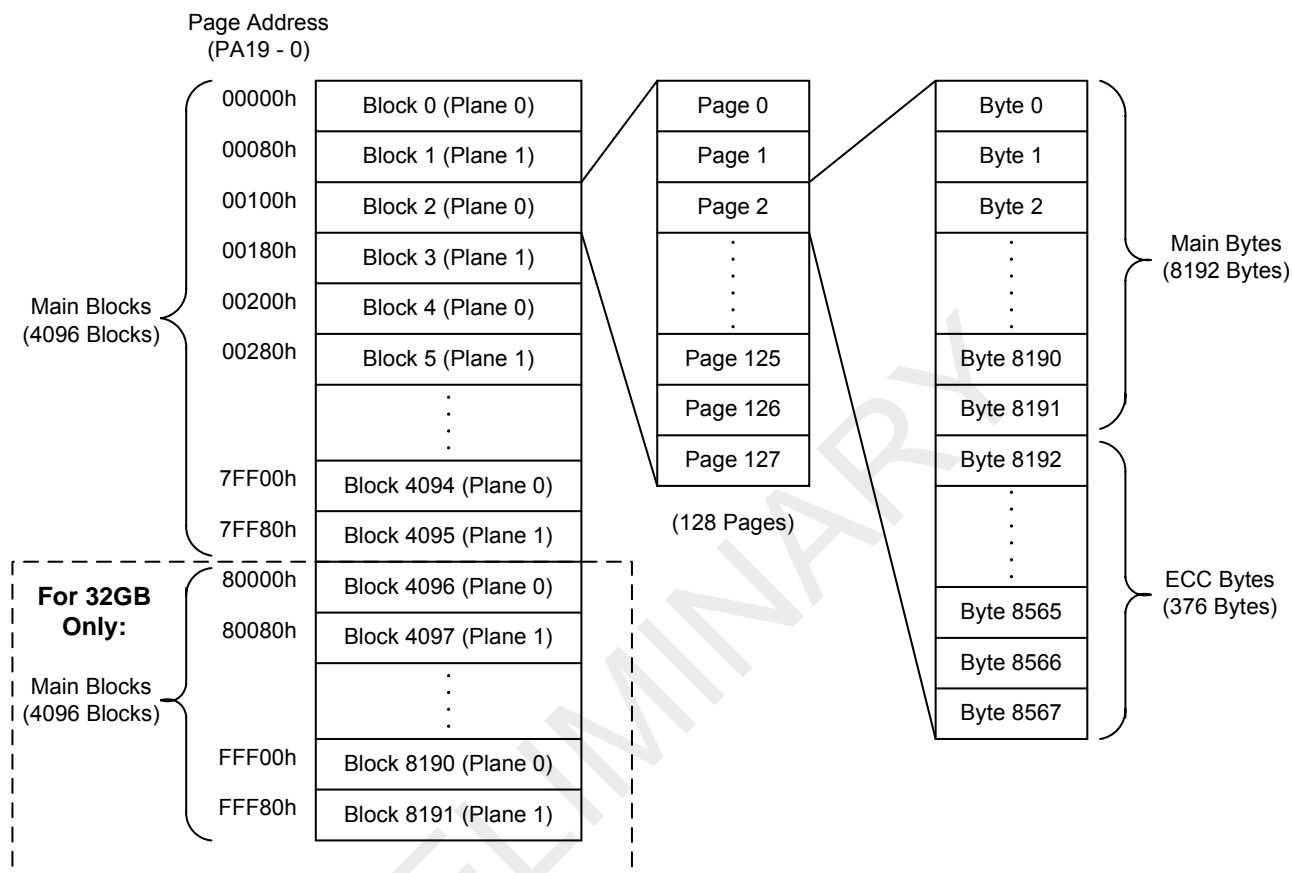 Page Address
(PA19 - 0)
00000h
Block 0 (Plane 0)
Page 0
Byte 0
00080h
Block 1 (Plane 1)
Page 1
Byte 1
00100h
Block 2 (Plane 0)
Page 2
Byte 2
00180h
Block 3 (Plane 1)
Main Bytes
(8192 Bytes)
Main Blocks
(4096 Blocks)
00200h
Block 4 (Plane 0)
00280h
Block 5 (Plane 1)
Page 125
Byte 8190
Page 126
Byte 8191
7FF00h
Block 4094 (Plane 0)
Page 127
Byte 8192
7FF80h
Block 4095 (Plane 1)
(128 Pages)
For 32GB
Only:
80000h
Block 4096 (Plane 0)
ECC Bytes
(376 Bytes)
80080h
Block 4097 (Plane 1)
Byte 8565
Main Blocks
(4096 Blocks)
Byte 8566
Byte 8567
FFF00h
Block 8190 (Plane 0)
FFF80h
Block 8191 (Plane 1)
ELIMINARY